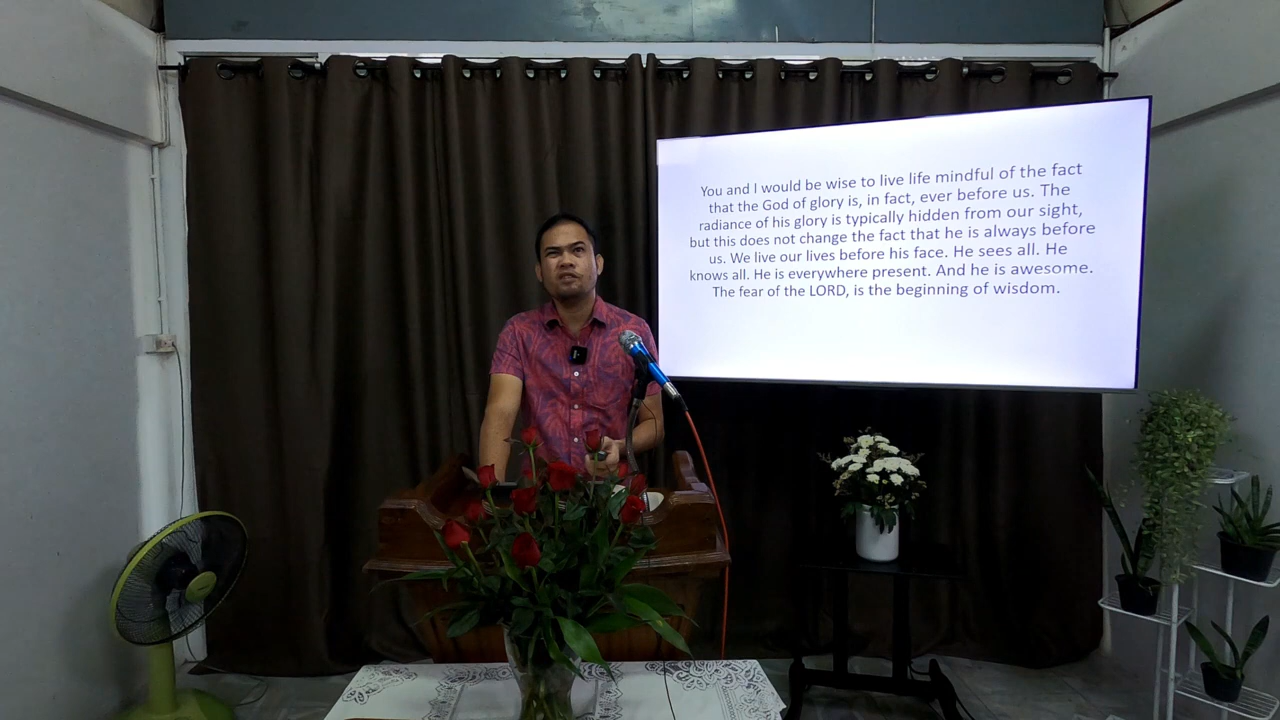 You and I would be wise to live life mindful of the fact
that the God of glory is, in fact, ever before us. The
radiance of his glory is typically hidden from our sight,
but this does not change the fact that he is always before
us. We live our lives before his face. He sees all. He
knows all. He is everywhere present. And he is awesome.
The fear of the LORD, is the beginning of wisdom.